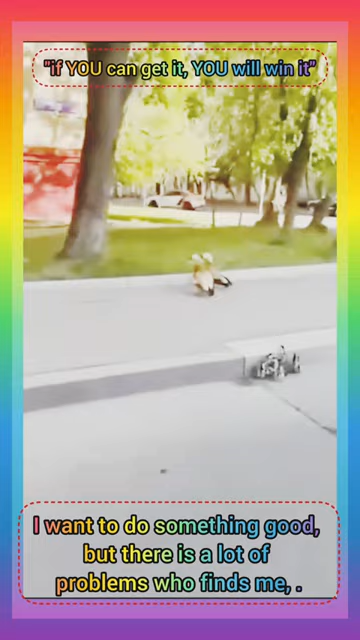 "if YOU can get it, YOU will win it"
I want to do something good,
but there is a lot of
problems who finds me, .